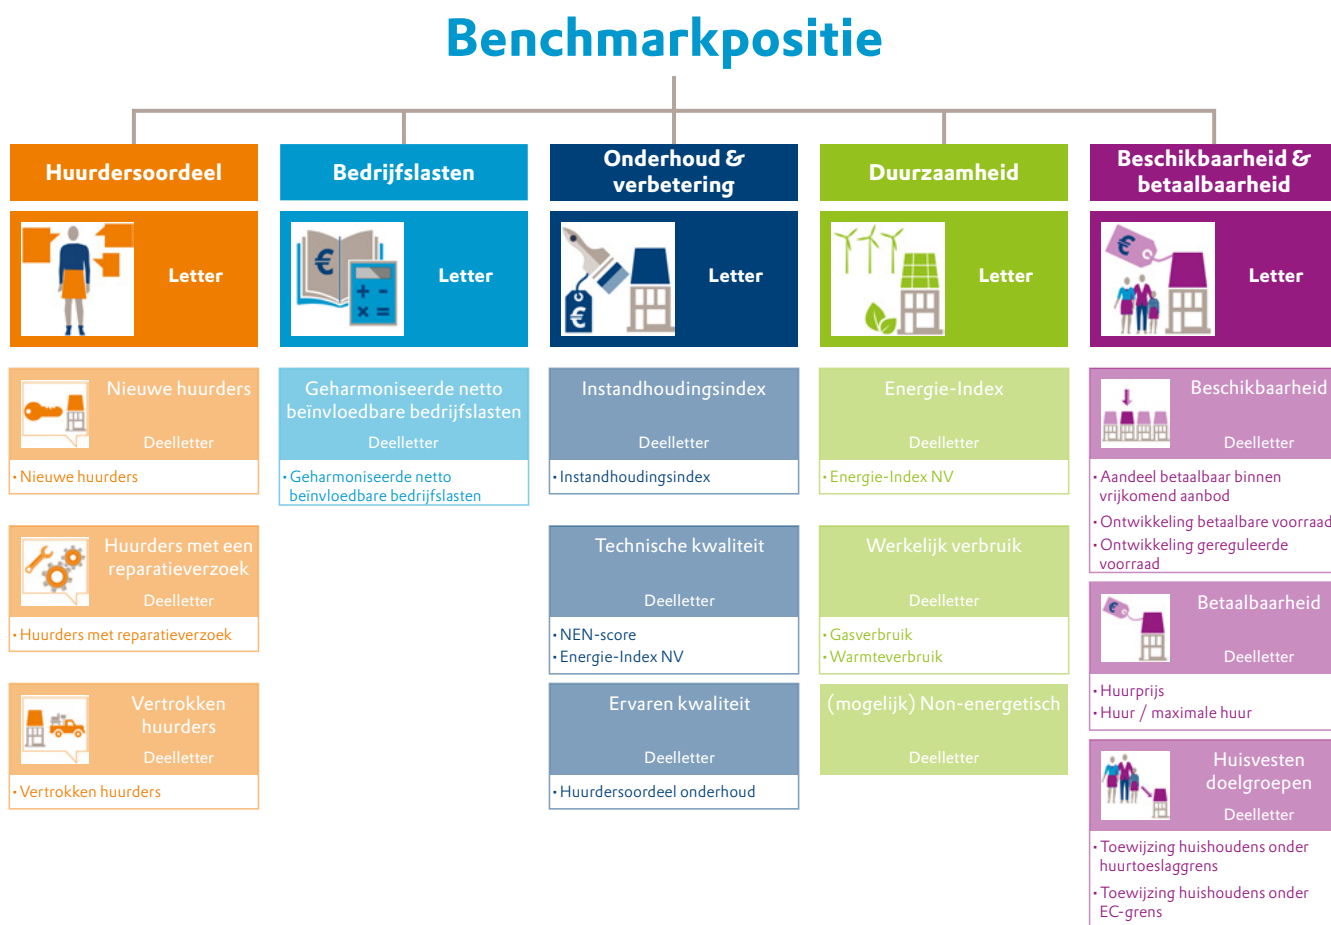 Benchmarkpositie
Huurdersoordeel
Letter
Nieuwe huurders
Deelletter
• Nieuwe huurders
Huurders met een
reparatieverzoek
Deelletter
• Huurders met reparatieverzoek
Vertrokken
huurders
Deelletter
• Vertrokken huurders
Bedrijfslasten
€
+ -
× =
Letter
Geharmoniseerde netto
beïnvloedbare bedrijfslasten
Deelletter
• Geharmoniseerde netto
beïnvloedbare bedrijfslasten
Onderhoud &
verbetering
€
Letter
Instandhoudingsindex
Deelletter
• Instandhoudingsindex
Technische kwaliteit
Deelletter
• NEN-score
• Energie-Index NV
Ervaren kwaliteit
Deelletter
• Huurdersoordeel onderhoud
Duurzaamheid
Letter
Energie-Index
Deelletter
• Energie-Index NV
Werkelijk verbruik
Deelletter
• Gasverbruik
• Warmteverbruik
(mogelijk) Non-energetisch
Deelletter
Beschikbaarheid &
betaalbaarheid
€
Letter
Beschikbaarheid
Deelletter
• Aandeel betaalbaar binnen
vrijkomend aanbod
• Ontwikkeling betaalbare voorraad
• Ontwikkeling gereguleerde
voorraad
€
Betaalbaarheid
Deelletter
• Huurprijs
• Huur / maximale huur
Huisvesten
doelgroepen
Deelletter
• Toewijzing huishoudens onder
huurtoeslaggrens
• Toewijzing huishoudens onder
EC-grens